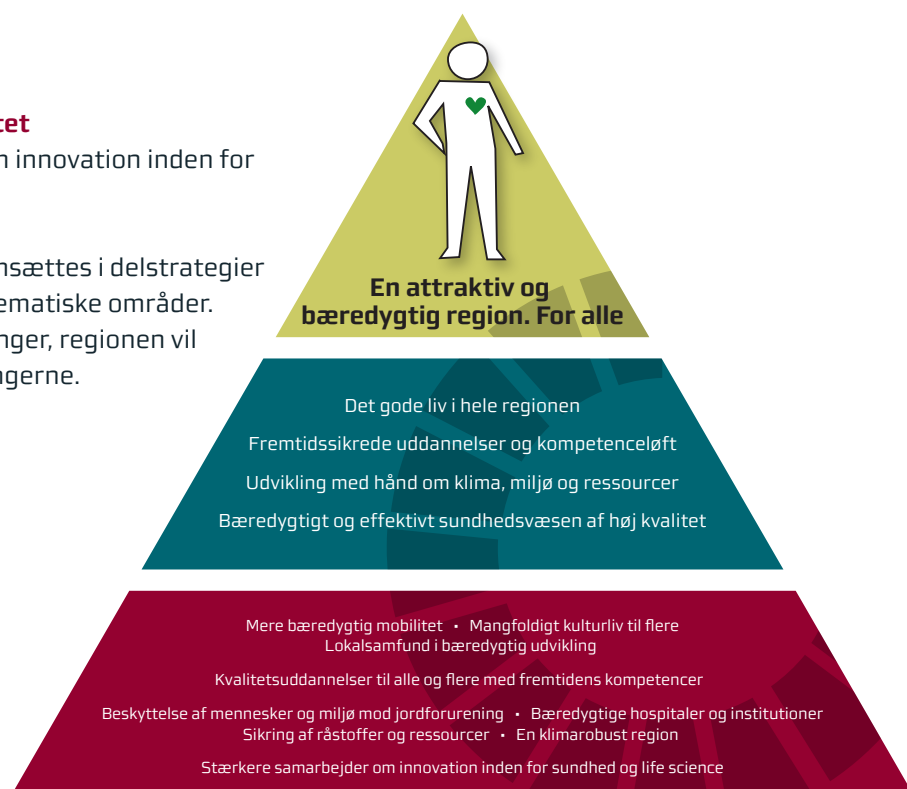 tet
n innovation inden for
nsættes i delstrategier
ematiske områder.
nger, regionen vil
ngerne.
En attraktiv og
bæredygtig region. For alle
Det gode liv i hele regionen
Fremtidssikrede uddannelser og kompetenceløft
Udvikling med hånd om klima, miljø og ressourcer
Bæredygtigt og effektivt sundhedsvæsen af høj kvalitet
Mere bæredygtig mobilitet • Mangfoldigt kulturliv til flere
Lokalsamfund i bæredygtig udvikling
Kvalitetsuddannelser til alle og flere med fremtidens kompetencer
Beskyttelse af mennesker og miljø mod jordforurening • Bæredygtige hospitaler og institutioner
Sikring af råstoffer og ressourcer • En klimarobust region
Stærkere samarbejder om innovation inden for sundhed og life science